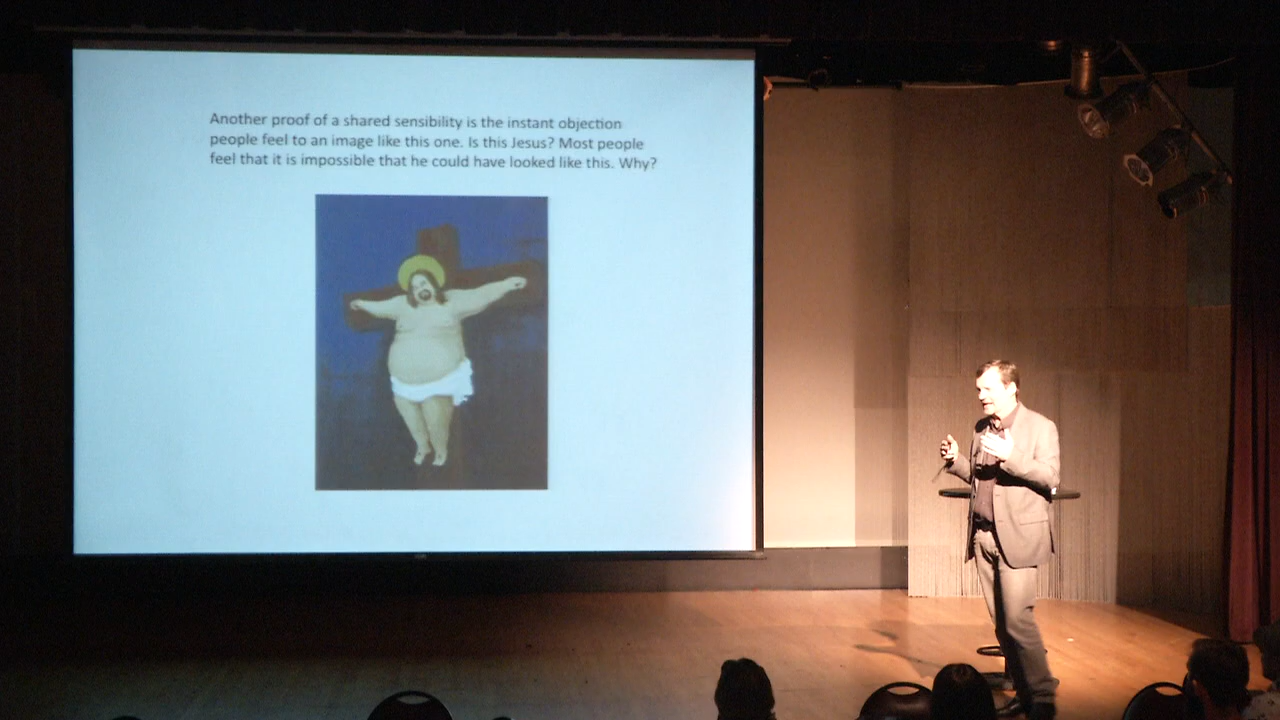 Another proof of a shared sensibility is the instant objection
people feel to an image like this one. Is this Jesus? Most people
feel that it is impossible that he could have looked like this. Why?